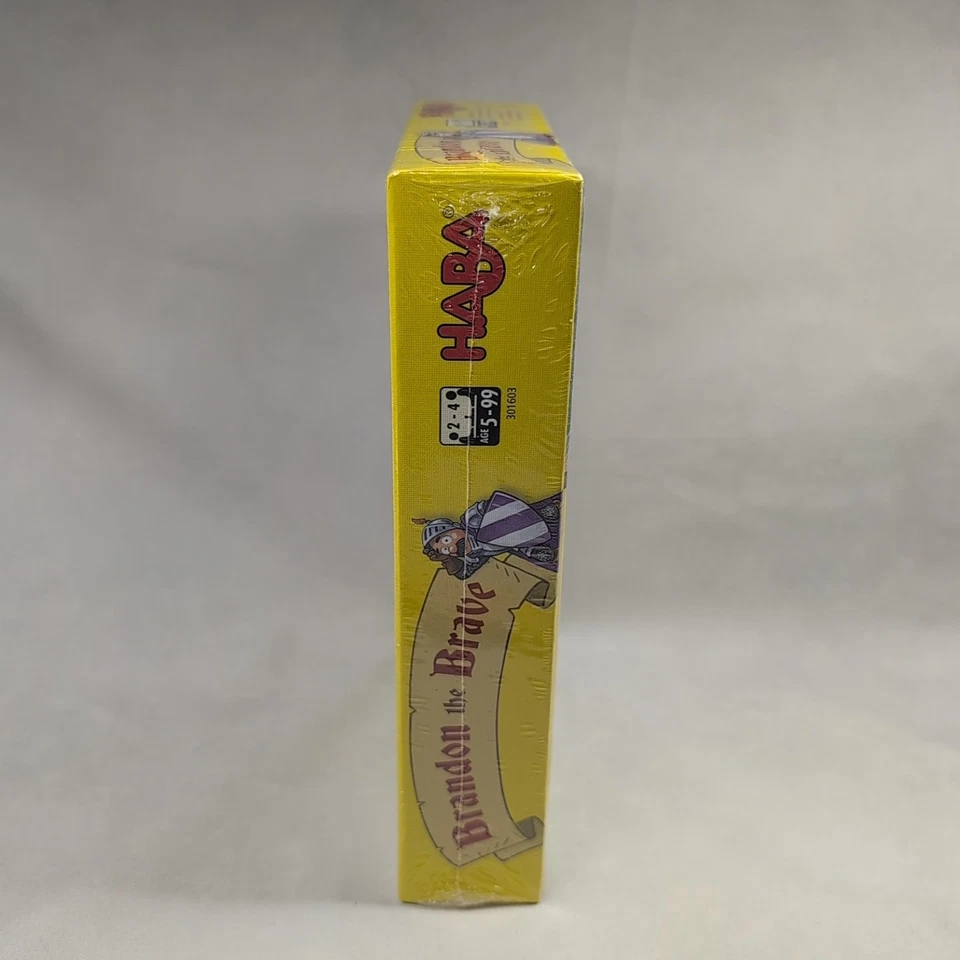 HABA®
2 - 4
AGE 5 - 99
301603
Brandon the Brave